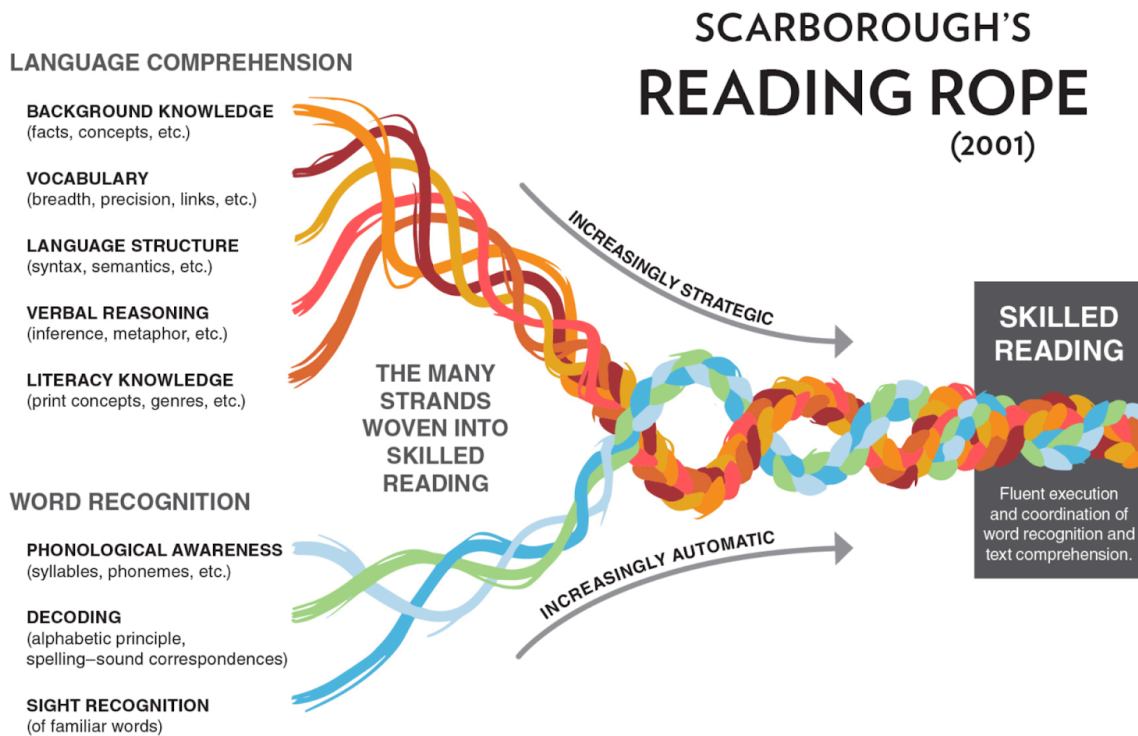 SCARBOROUGH'S
READING ROPE
(2001)
LANGUAGE COMPREHENSION
BACKGROUND KNOWLEDGE
(facts, concepts, etc.)
VOCABULARY
(breadth, precision, links, etc.)
LANGUAGE STRUCTURE
(syntax, semantics, etc.)
VERBAL REASONING
(inference, metaphor, etc.)
LITERACY KNOWLEDGE
(print concepts, genres, etc.)
WORD RECOGNITION
PHONOLOGICAL AWARENESS
(syllables, phonemes, etc.)
DECODING
(alphabetic principle,
spelling–sound correspondences)
SIGHT RECOGNITION
(of familiar words)
THE MANY
STRANDS
WOVEN INTO
SKILLED
READING
INCREASINGLY STRATEGIC
INCREASINGLY AUTOMATIC
SKILLED
READING
Fluent execution
and coordination of
word recognition and
text comprehension.